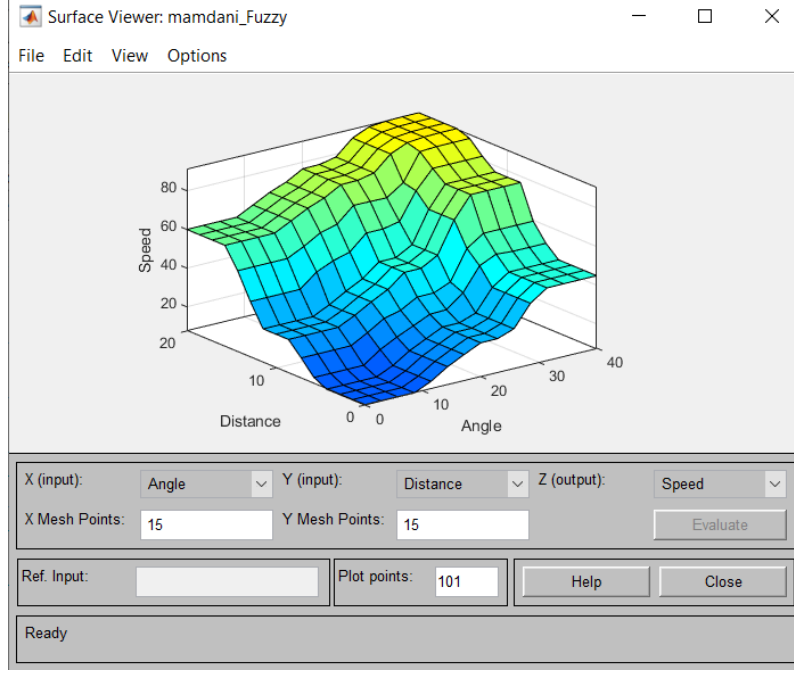 Surface Viewer: mamdani_Fuzzy
File Edit View Options
80
60
40
20
Speed
20
10
0
Distance
0
10
20
30
40
Angle
X (input): Angle Y (input): Distance Z (output): Speed
X Mesh Points: 15 Y Mesh Points: 15 Evaluate
Ref. Input: Plot points: 101 Help Close
Ready